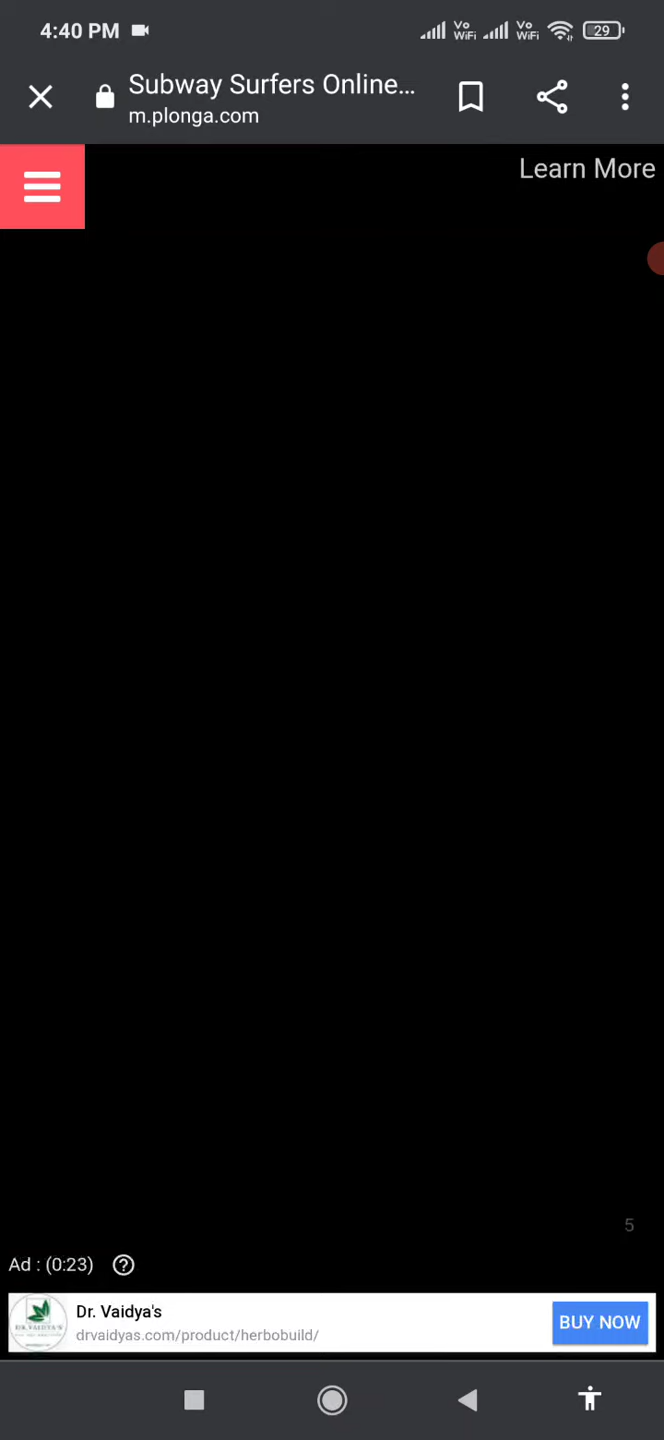 4:40 PM
Vo
WiFi
Vo
WiFi
29
Subway Surfers Online...
m.plonga.com
Learn More
5
Ad : (0:23)
Dr. Vaidya's
drvaidyas.com/product/herbobuild/
BUY NOW